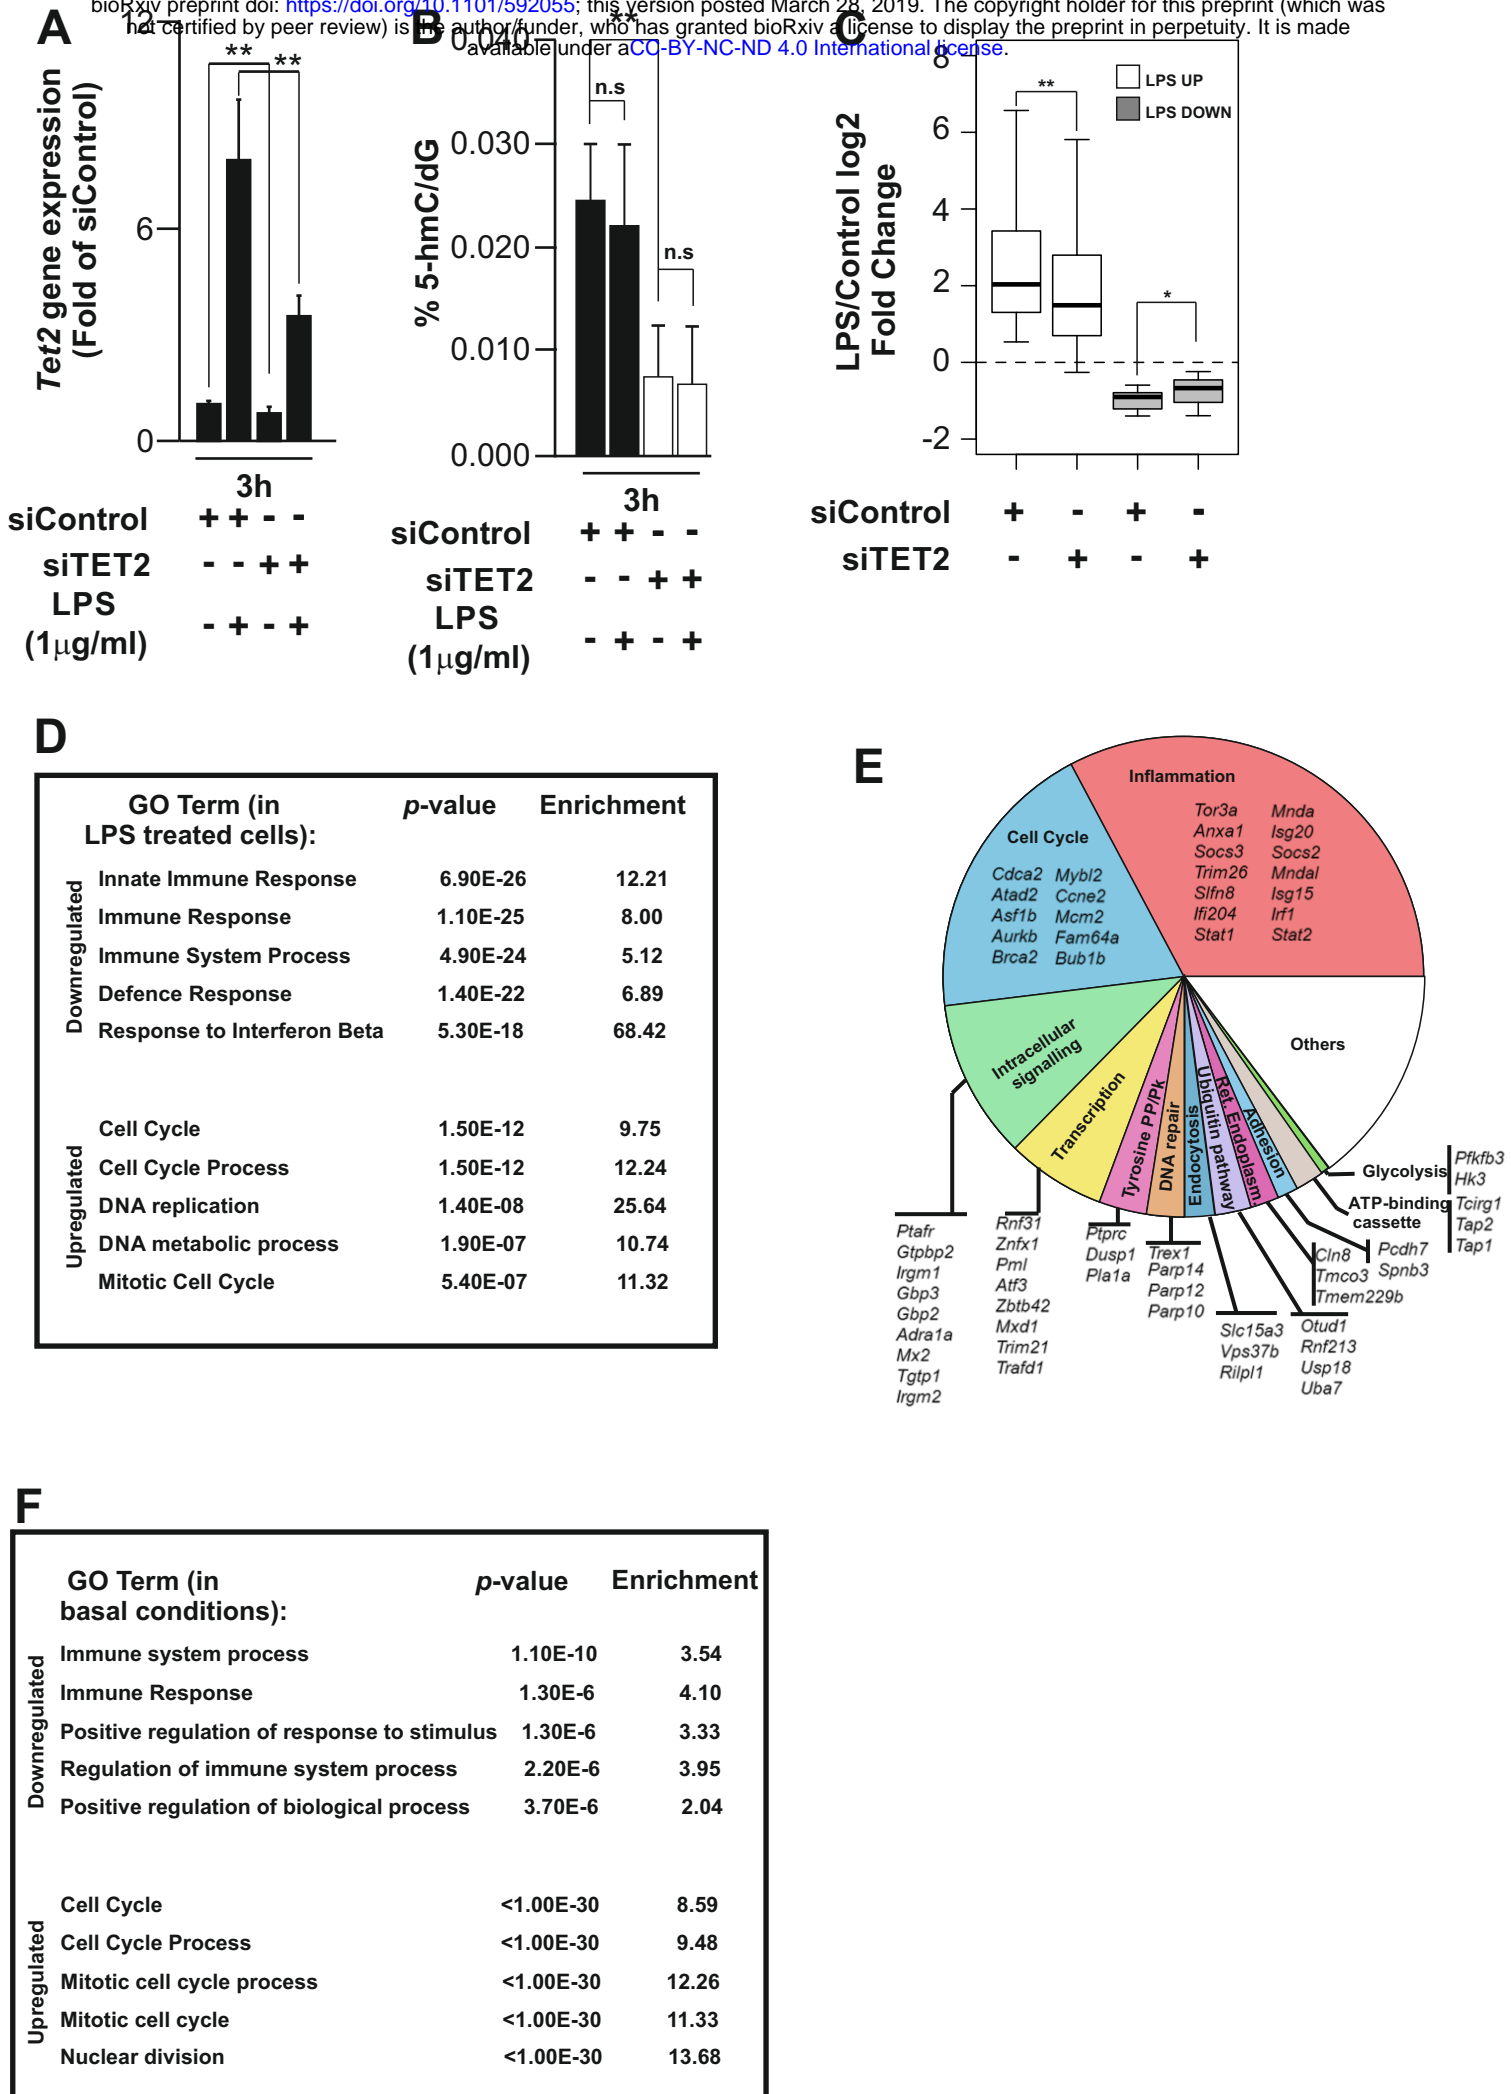 bioRxiv preprint doi: https://doi.org/10.1101/592055; this version posted March 28, 2019. The copyright holder for this preprint (which was
not certified by peer review) is the author/funder, who has granted bioRxiv a license to display the preprint in perpetuity. It is made
available under aCC-BY-NC-ND 4.0 International license.
A
Tet2 gene expression
(Fold of siControl)
12
6
0
**
**
3h
siControl + + - -
siTET2 - - + +
LPS
(1µg/ml) - + - +
B
% 5-hmC/dG
0.040
0.030
0.020
0.010
0.000
**
n.s
n.s
3h
siControl + + - -
siTET2 - - + +
LPS
(1µg/ml) - + - +
C
LPS/Control log2
Fold Change
8
6
4
2
0
-2
**
*
LPS UP
LPS DOWN
siControl + - + -
siTET2 - + - +
D
GO Term (in p-value Enrichment
LPS treated cells):
Downregulated
Innate Immune Response 6.90E-26 12.21
Immune Response 1.10E-25 8.00
Immune System Process 4.90E-24 5.12
Defence Response 1.40E-22 6.89
Response to Interferon Beta 5.30E-18 68.42
Upregulated
Cell Cycle 1.50E-12 9.75
Cell Cycle Process 1.50E-12 12.24
DNA replication 1.40E-08 25.64
DNA metabolic process 1.90E-07 10.74
Mitotic Cell Cycle 5.40E-07 11.32
E
Inflammation
Tor3a Mnda
Anxa1 Isg20
Socs3 Socs2
Trim26 Mndal
Slfn8 Isg15
Ifi204 Irf1
Stat1 Stat2
Cell Cycle
Cdca2 Mybl2
Atad2 Ccne2
Asf1b Mcm2
Aurkb Fam64a
Brca2 Bub1b
Intracellular
signalling
Ptafr
Gtpbp2
Irgm1
Gbp3
Gbp2
Adra1a
Mx2
Tgtp1
Irgm2
Transcription
Rnf31
Znfx1
Pml
Atf3
Zbtb42
Mxd1
Trim21
Trafd1
Tyrosine PP/Pk
Ptprc
Dusp1
Pla1a
DNA repair
Trex1
Parp14
Parp12
Parp10
Endocytosis
Slc15a3
Vps37b
Rilpl1
Ubiquitin pathway
Otud1
Rnf213
Usp18
Uba7
Ret. Endoplasm.
Cln8
Tmco3
Tmem229b
Adhesion
Pcdh7
Spnb3
ATP-binding
cassette
Tcirg1
Tap2
Tap1
Glycolysis
Pfkfb3
Hk3
Others
F
GO Term (in p-value Enrichment
basal conditions):
Downregulated
Immune system process 1.10E-10 3.54
Immune Response 1.30E-6 4.10
Positive regulation of response to stimulus 1.30E-6 3.33
Regulation of immune system process 2.20E-6 3.95
Positive regulation of biological process 3.70E-6 2.04
Upregulated
Cell Cycle <1.00E-30 8.59
Cell Cycle Process <1.00E-30 9.48
Mitotic cell cycle process <1.00E-30 12.26
Mitotic cell cycle <1.00E-30 11.33
Nuclear division <1.00E-30 13.68